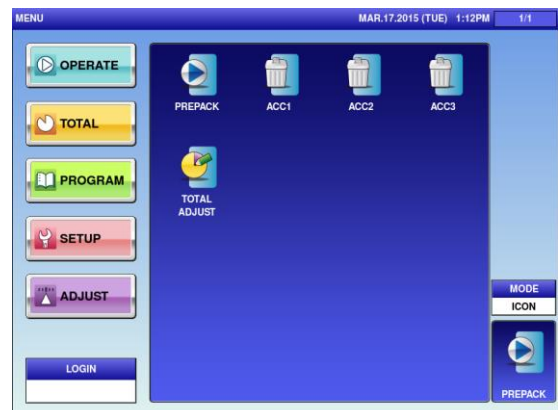 MENU
MAR.17.2015 (TUE) 1:12PM
1/1
OPERATE
TOTAL
PROGRAM
SETUP
ADJUST
LOGIN
PREPACK
ACC1
ACC2
ACC3
TOTAL
ADJUST
MODE
ICON
PREPACK